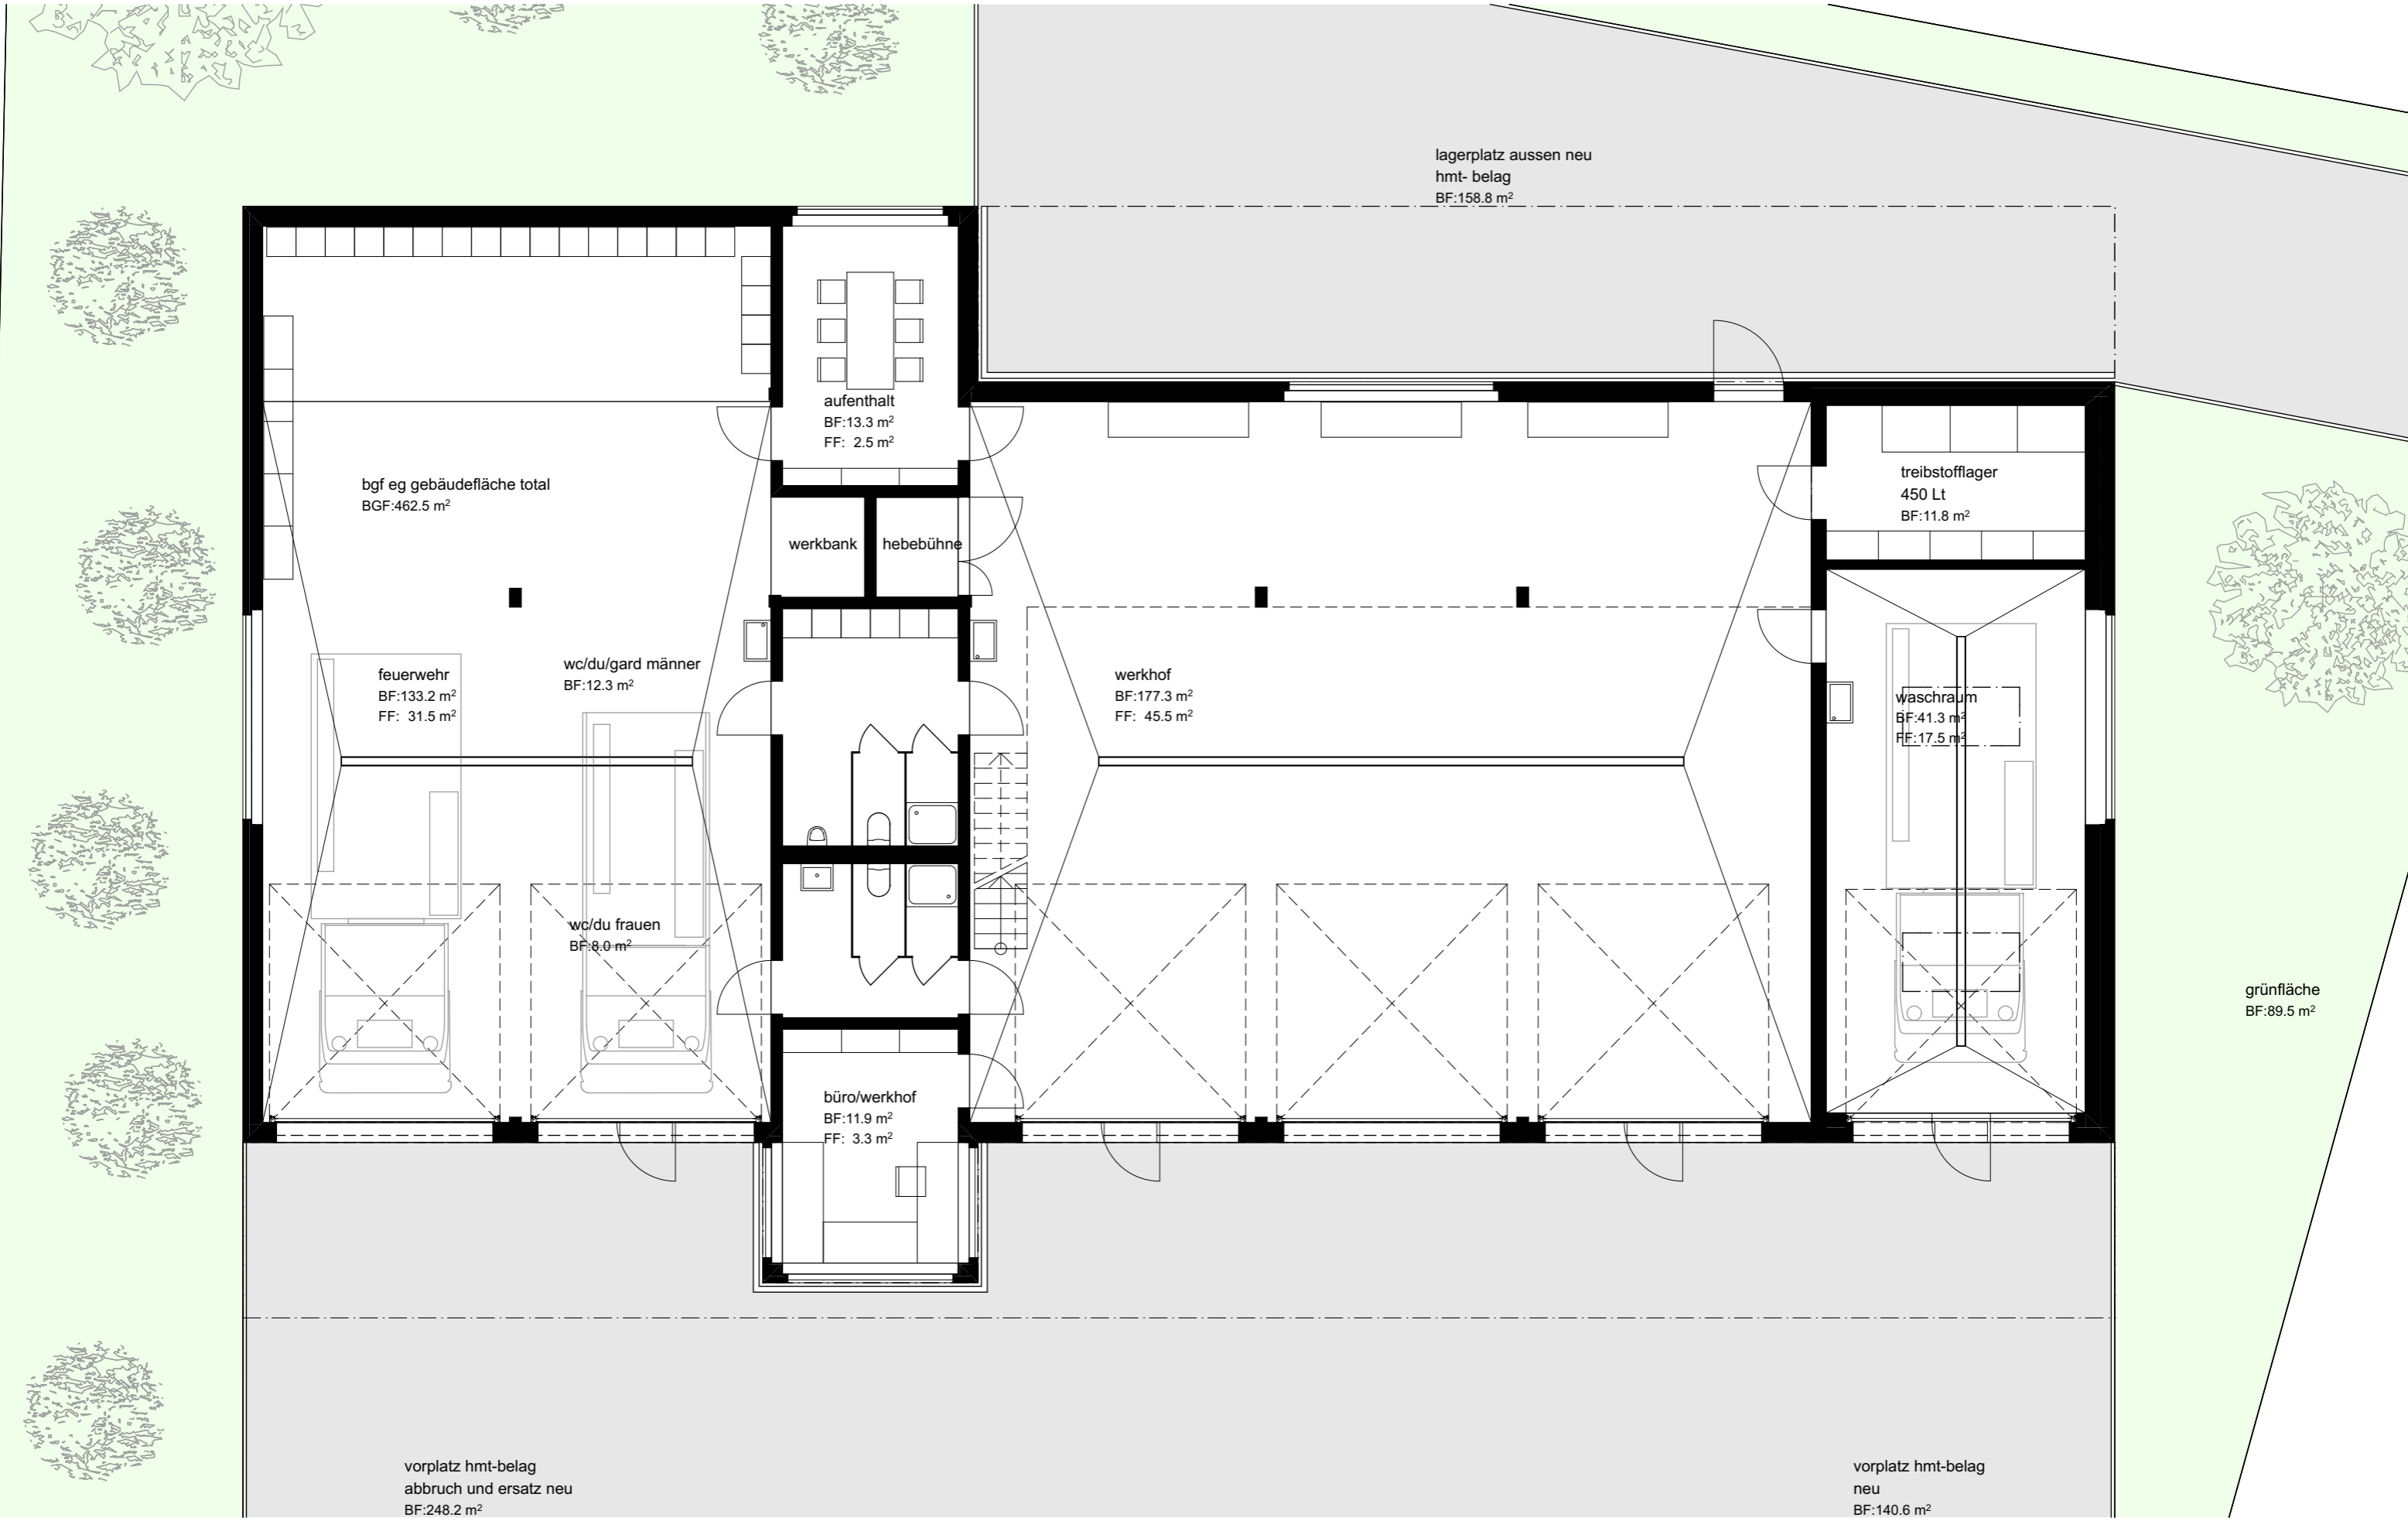 lagerplatz aussen neu
hmt- belag
BF:158.8 m²
aufenthalt
BF:13.3 m²
FF: 2.5 m²
bgf eg gebäudefläche total
BGF:462.5 m²
treibstofflager
450 Lt
BF:11.8 m²
werkbank
hebebühne
feuerwehr
BF:133.2 m²
FF: 31.5 m²
wc/du/gard männer
BF:12.3 m²
werkhof
BF:177.3 m²
FF: 45.5 m²
waschraum
BF:41.3 m²
FF:17.5 m²
wc/du frauen
BF:8.0 m²
grünfläche
BF:89.5 m²
büro/werkhof
BF:11.9 m²
FF: 3.3 m²
vorplatz hmt-belag
abbruch und ersatz neu
BF:248.2 m²
vorplatz hmt-belag
neu
BF:140.6 m²